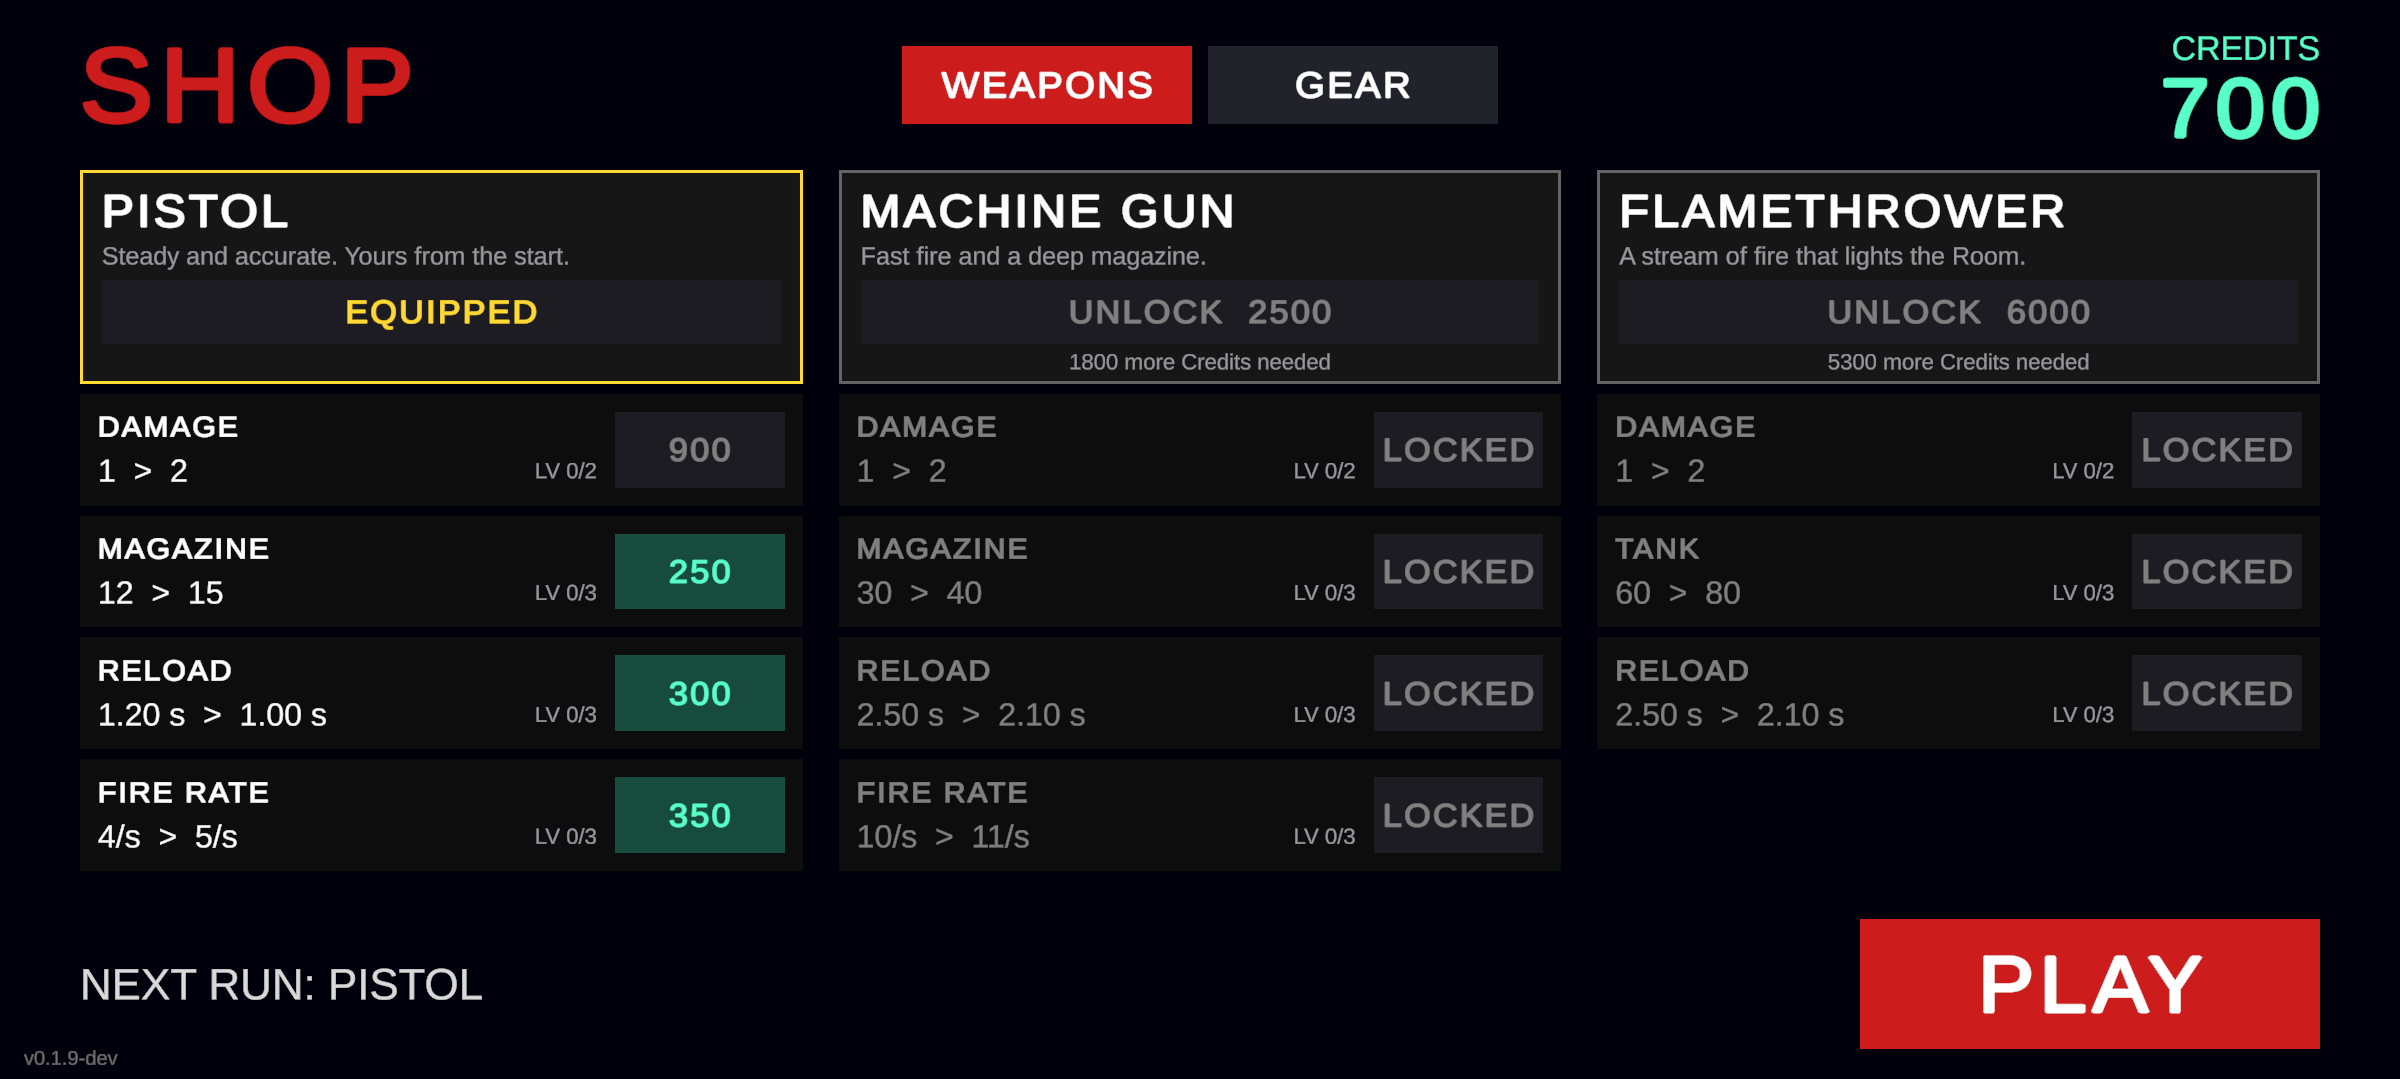 SHOP
WEAPONS
GEAR
CREDITS
700
PISTOL
Steady and accurate. Yours from the start.
EQUIPPED
DAMAGE
1 > 2
LV 0/2
900
MAGAZINE
12 > 15
LV 0/3
250
RELOAD
1.20 s > 1.00 s
LV 0/3
300
FIRE RATE
4/s > 5/s
LV 0/3
350
MACHINE GUN
Fast fire and a deep magazine.
UNLOCK 2500
1800 more Credits needed
DAMAGE
1 > 2
LV 0/2
LOCKED
MAGAZINE
30 > 40
LV 0/3
LOCKED
RELOAD
2.50 s > 2.10 s
LV 0/3
LOCKED
FIRE RATE
10/s > 11/s
LV 0/3
LOCKED
FLAMETHROWER
A stream of fire that lights the Room.
UNLOCK 6000
5300 more Credits needed
DAMAGE
1 > 2
LV 0/2
LOCKED
TANK
60 > 80
LV 0/3
LOCKED
RELOAD
2.50 s > 2.10 s
LV 0/3
LOCKED
NEXT RUN: PISTOL
PLAY
v0.1.9-dev